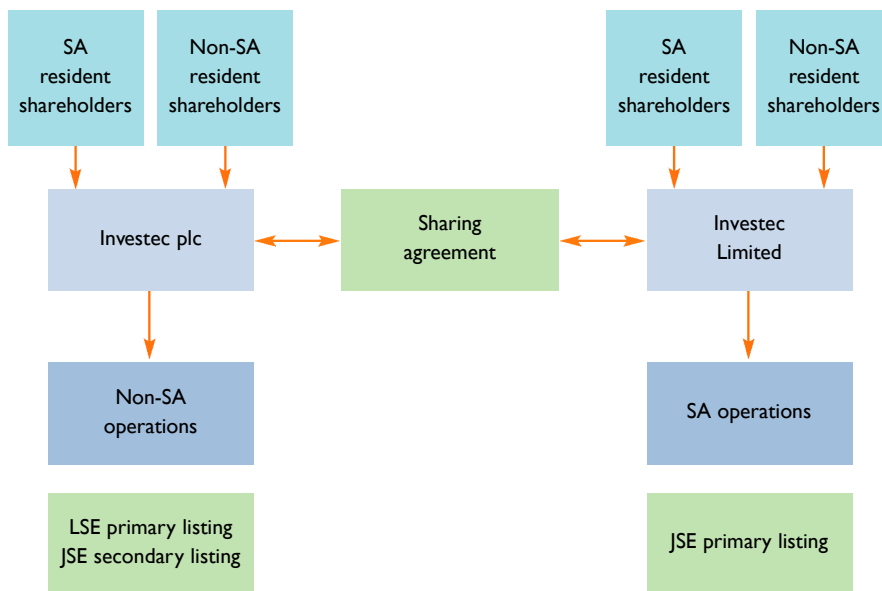 SA
resident
shareholders
Non-SA
resident
shareholders
SA
resident
shareholders
Non-SA
resident
shareholders
Investec plc
Sharing
agreement
Investec
Limited
Non-SA
operations
SA operations
LSE primary listing
JSE secondary listing
JSE primary listing